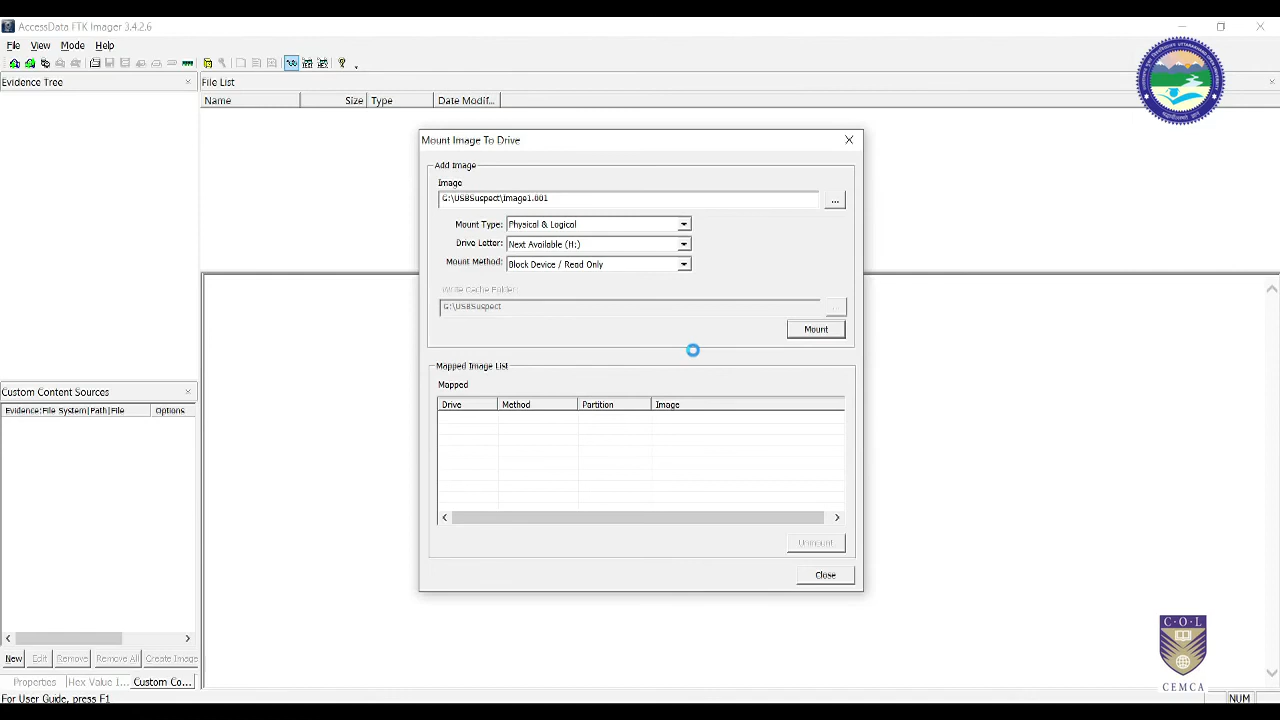 AccessData FTK Imager 3.4.2.6
File View Mode Help
Evidence Tree
File List
Name Size Type Date Modif...
Mount Image To Drive
Add Image
Image
G:\USBSuspect\Image1.001
...
Mount Type: Physical & Logical
Drive Letter: Next Available (H:)
Mount Method: Block Device / Read Only
Write Cache Folder:
G:\USBSuspect
...
Mount
Mapped Image List
Mapped
Drive Method Partition Image
Unmount
Close
Custom Content Sources
Evidence:File System|Path|File Options
New Edit Remove Remove All Create Image
Properties Hex Value I... Custom Co...
For User Guide, press F1
NUM
C·O·L
CEMCA